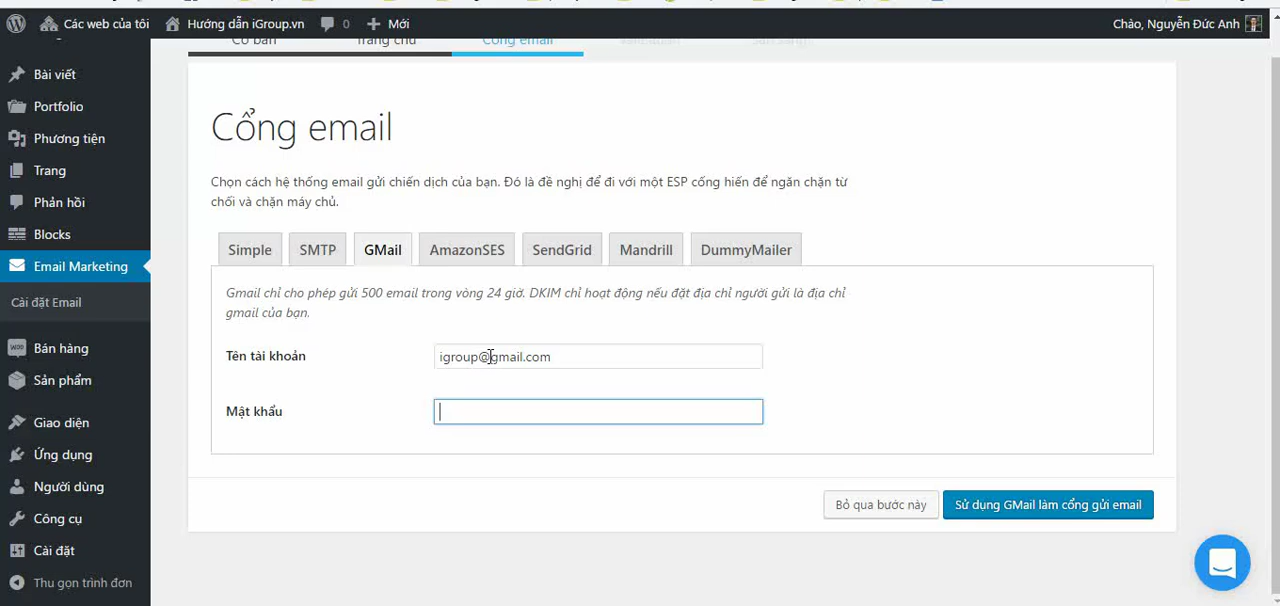 Các web của tôi
Hướng dẫn iGroup.vn
0
Mới
Chào, Nguyễn Đức Anh
Cơ bản
Trang chủ
Cổng email
Bài viết
Portfolio
Phương tiện
Trang
Phản hồi
Blocks
Email Marketing
Cài đặt Email
Bán hàng
Sản phẩm
Giao diện
Ứng dụng
Người dùng
Công cụ
Cài đặt
Thu gọn trình đơn
Cổng email
Chọn cách hệ thống email gửi chiến dịch của bạn. Đó là đề nghị để đi với một ESP cống hiến để ngăn chặn từ
chối và chặn máy chủ.
Simple
SMTP
GMail
AmazonSES
SendGrid
Mandrill
DummyMailer
Gmail chỉ cho phép gửi 500 email trong vòng 24 giờ. DKIM chỉ hoạt động nếu đặt địa chỉ người gửi là địa chỉ
gmail của bạn.
Tên tài khoản
igroup@gmail.com
Mật khẩu
Bỏ qua bước này
Sử dụng GMail làm cổng gửi email